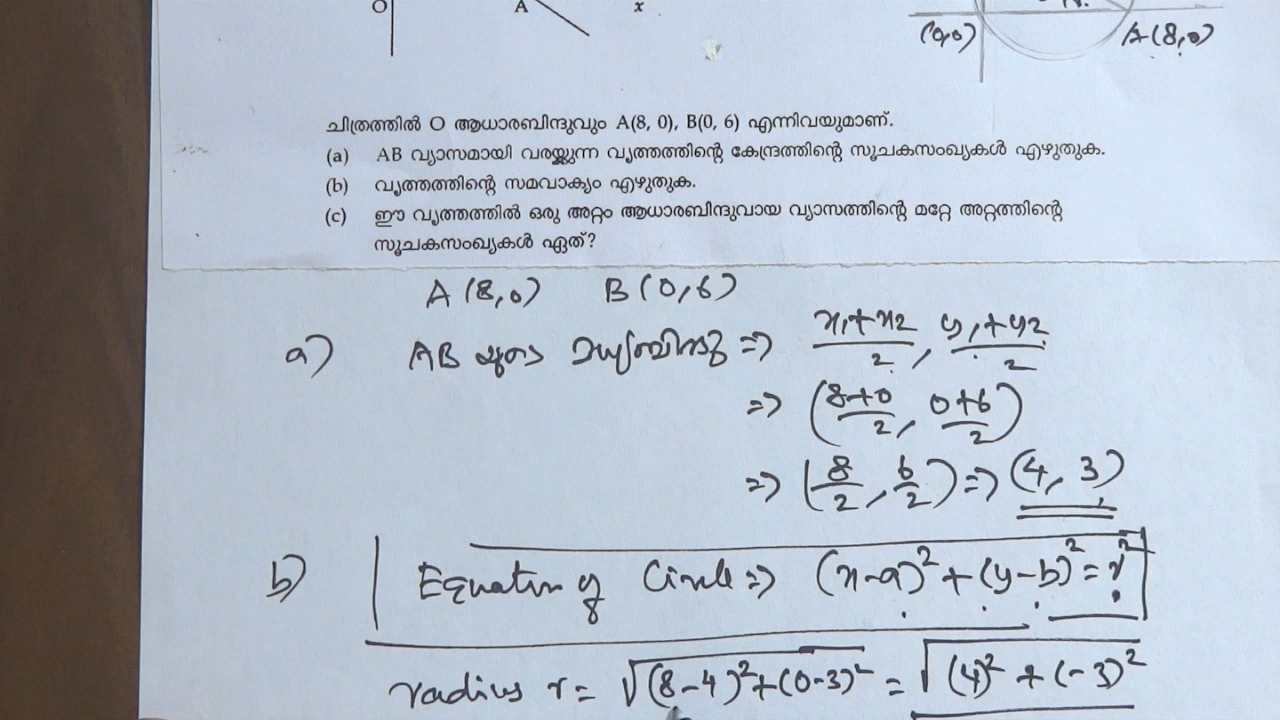 O A x
(0,0) A(8,0)
ചിത്രത്തിൽ O ആധാരബിന്ദുവും A(8, 0), B(0, 6) എന്നിവയുമാണ്.
(a) AB വ്യാസമായി വരയ്ക്കുന്ന വൃത്തത്തിന്റെ കേന്ദ്രത്തിന്റെ സൂചകസംഖ്യകൾ എഴുതുക.
(b) വൃത്തത്തിന്റെ സമവാക്യം എഴുതുക.
(c) ഈ വൃത്തത്തിൽ ഒരു അറ്റം ആധാരബിന്ദുവായ വ്യാസത്തിന്റെ മറ്റേ അറ്റത്തിന്റെ
സൂചകസംഖ്യകൾ ഏത്?
A (8,0) B (0,6)
a) AB യുടെ മധ്യബിന്ദു => x₁+x₂/2, y₁+y₂/2
=> (8+0/2, 0+6/2)
=> (8/2, 6/2) => (4, 3)
b) Equation of Circle => (x-a)² + (y-b)² = r²
radius r = √(8-4)²+(0-3)² = √(4)² + (-3)²